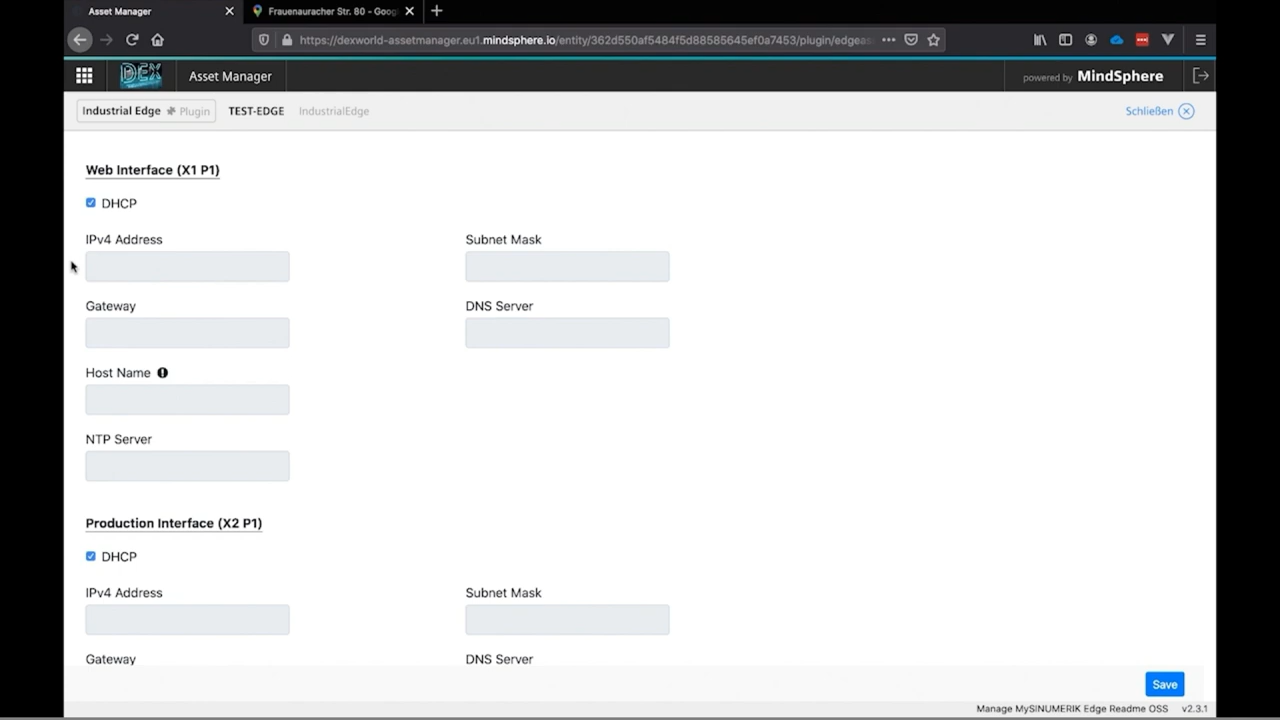 Asset Manager
Frauenauracher Str. 80 - Goog
https://dexworld-assetmanager.eu1.mindsphere.io/entity/362d550af5484f5d88585645ef0a7453/plugin/edgeas
DEX
Asset Manager
powered by MindSphere
Industrial Edge Plugin TEST-EDGE IndustrialEdge
Schließen
Web Interface (X1 P1)
DHCP
IPv4 Address Subnet Mask
Gateway DNS Server
Host Name
NTP Server
Production Interface (X2 P1)
DHCP
IPv4 Address Subnet Mask
Gateway DNS Server
Save
Manage MySINUMERIK Edge Readme OSS v2.3.1